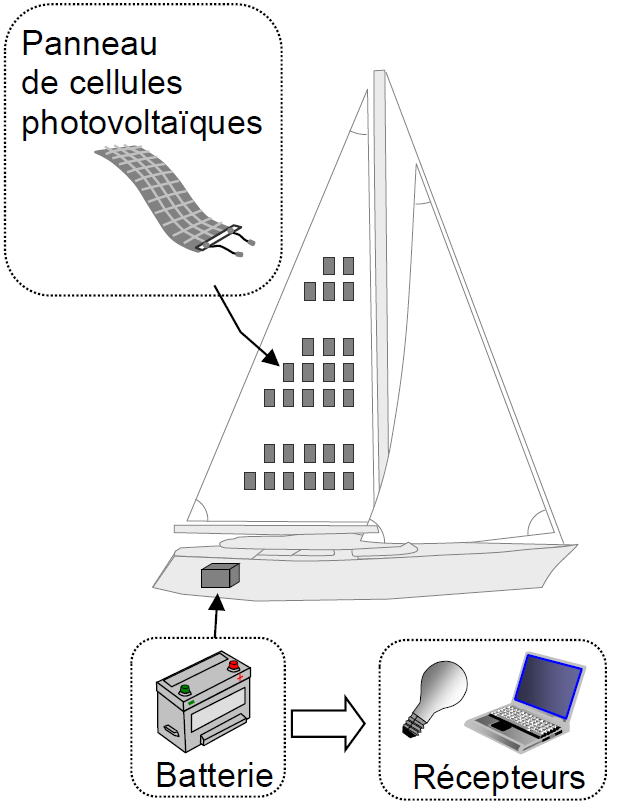 Panneau
de cellules
photovoltaïques
Batterie
Récepteurs